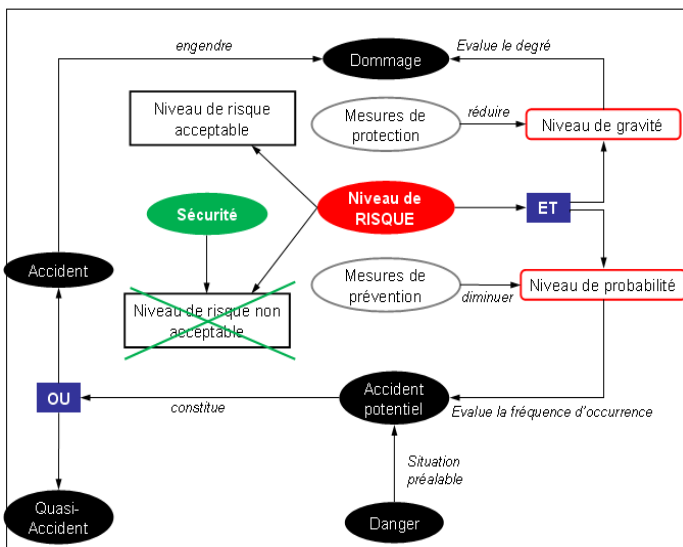 engendre
Evalue le degré
Dommage
Niveau de risque
acceptable
Mesures de
protection
réduire
Niveau de gravité
Sécurité
Niveau de
RISQUE
ET
Accident
Niveau de risque non
acceptable
Mesures de
prévention
diminuer
Niveau de probabilité
OU
constitue
Accident
potentiel
Evalue la fréquence d'occurrence
Situation
préalable
Quasi-
Accident
Danger